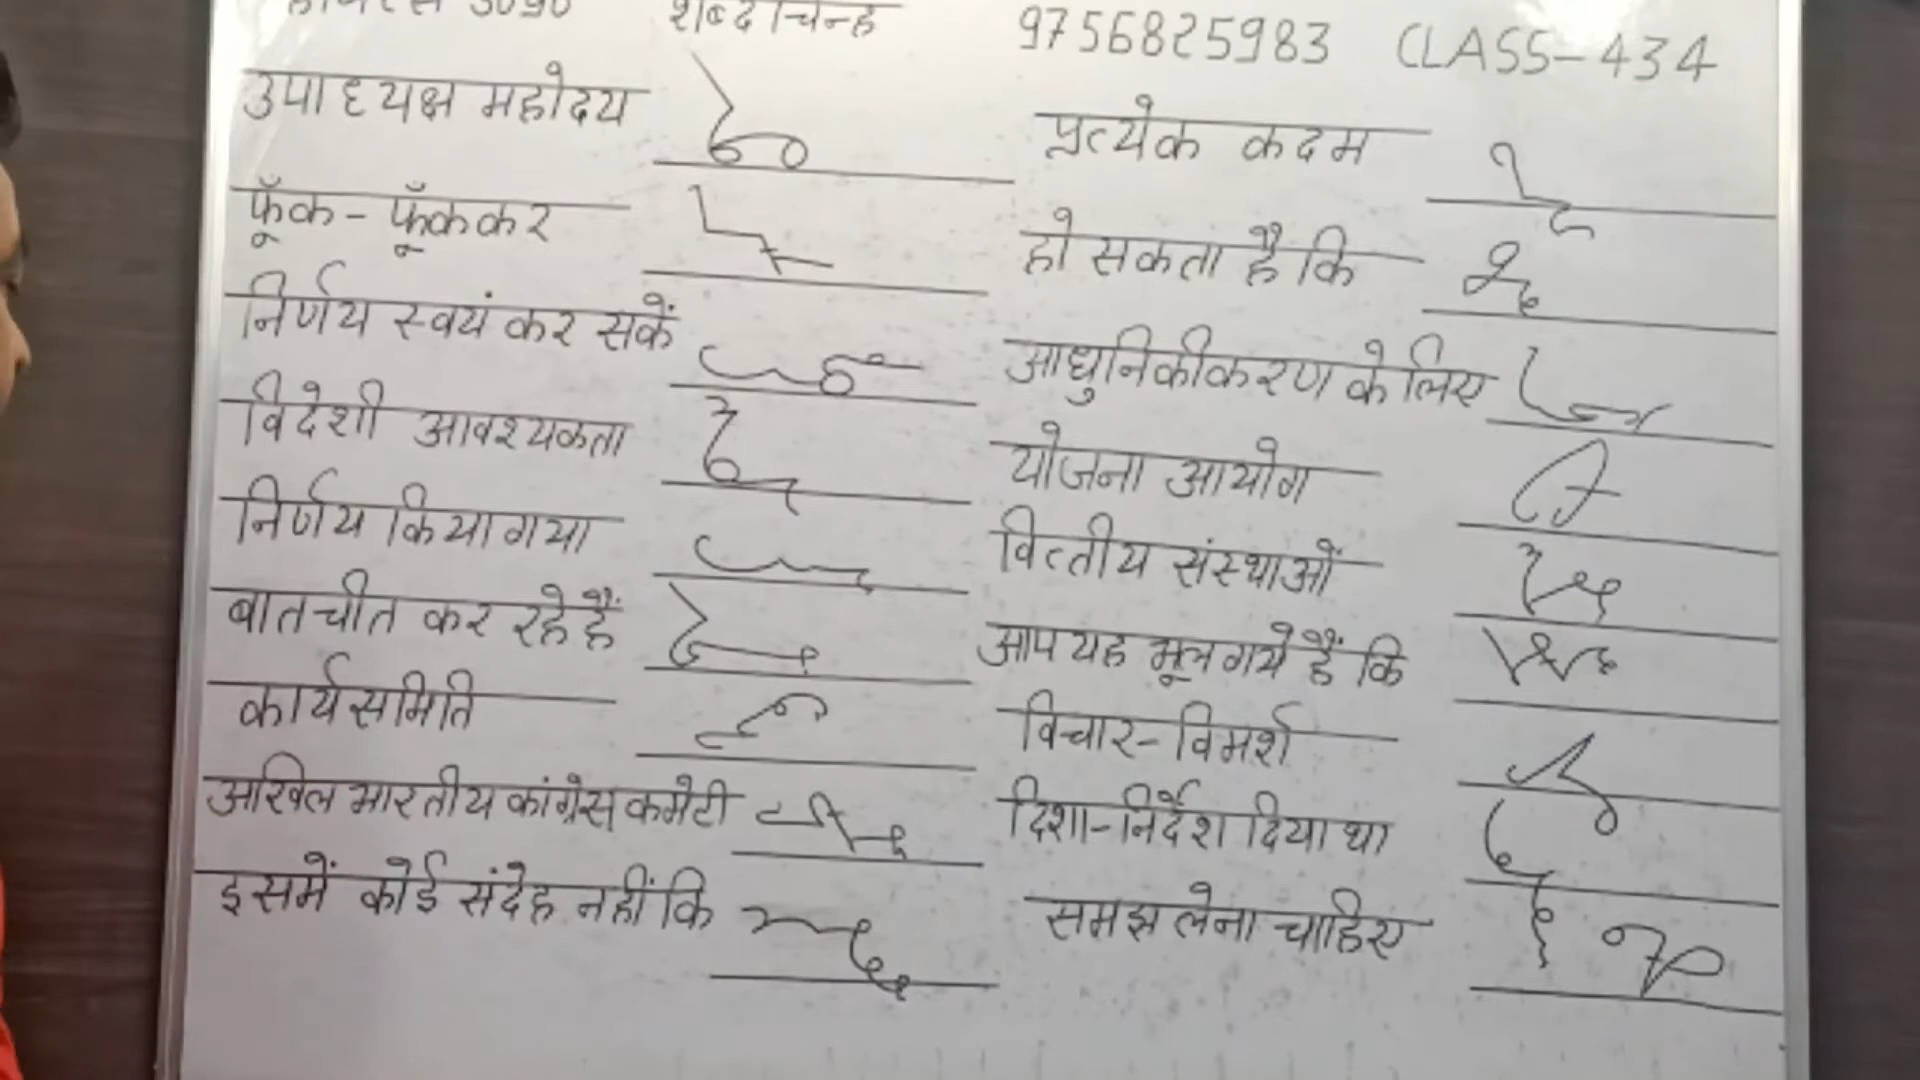 शब्द चिन्ह 9756825983 CLASS-434
उपाध्यक्ष महोदय
प्रत्येक कदम
फूँक-फूँककर
हो सकता है कि
निर्णय स्वयं कर सकें
आधुनिकीकरण के लिए
विदेशी आवश्यकता
योजना आयोग
निर्णय किया गया
वित्तीय संस्थाओं
बातचीत कर रहे हैं
आप यह भूल गये हैं कि
कार्य समिति
विचार-विमर्श
अखिल भारतीय कांग्रेस कमेटी
दिशा-निर्देश दिया था
इसमें कोई संदेह नहीं कि
समझ लेना चाहिए